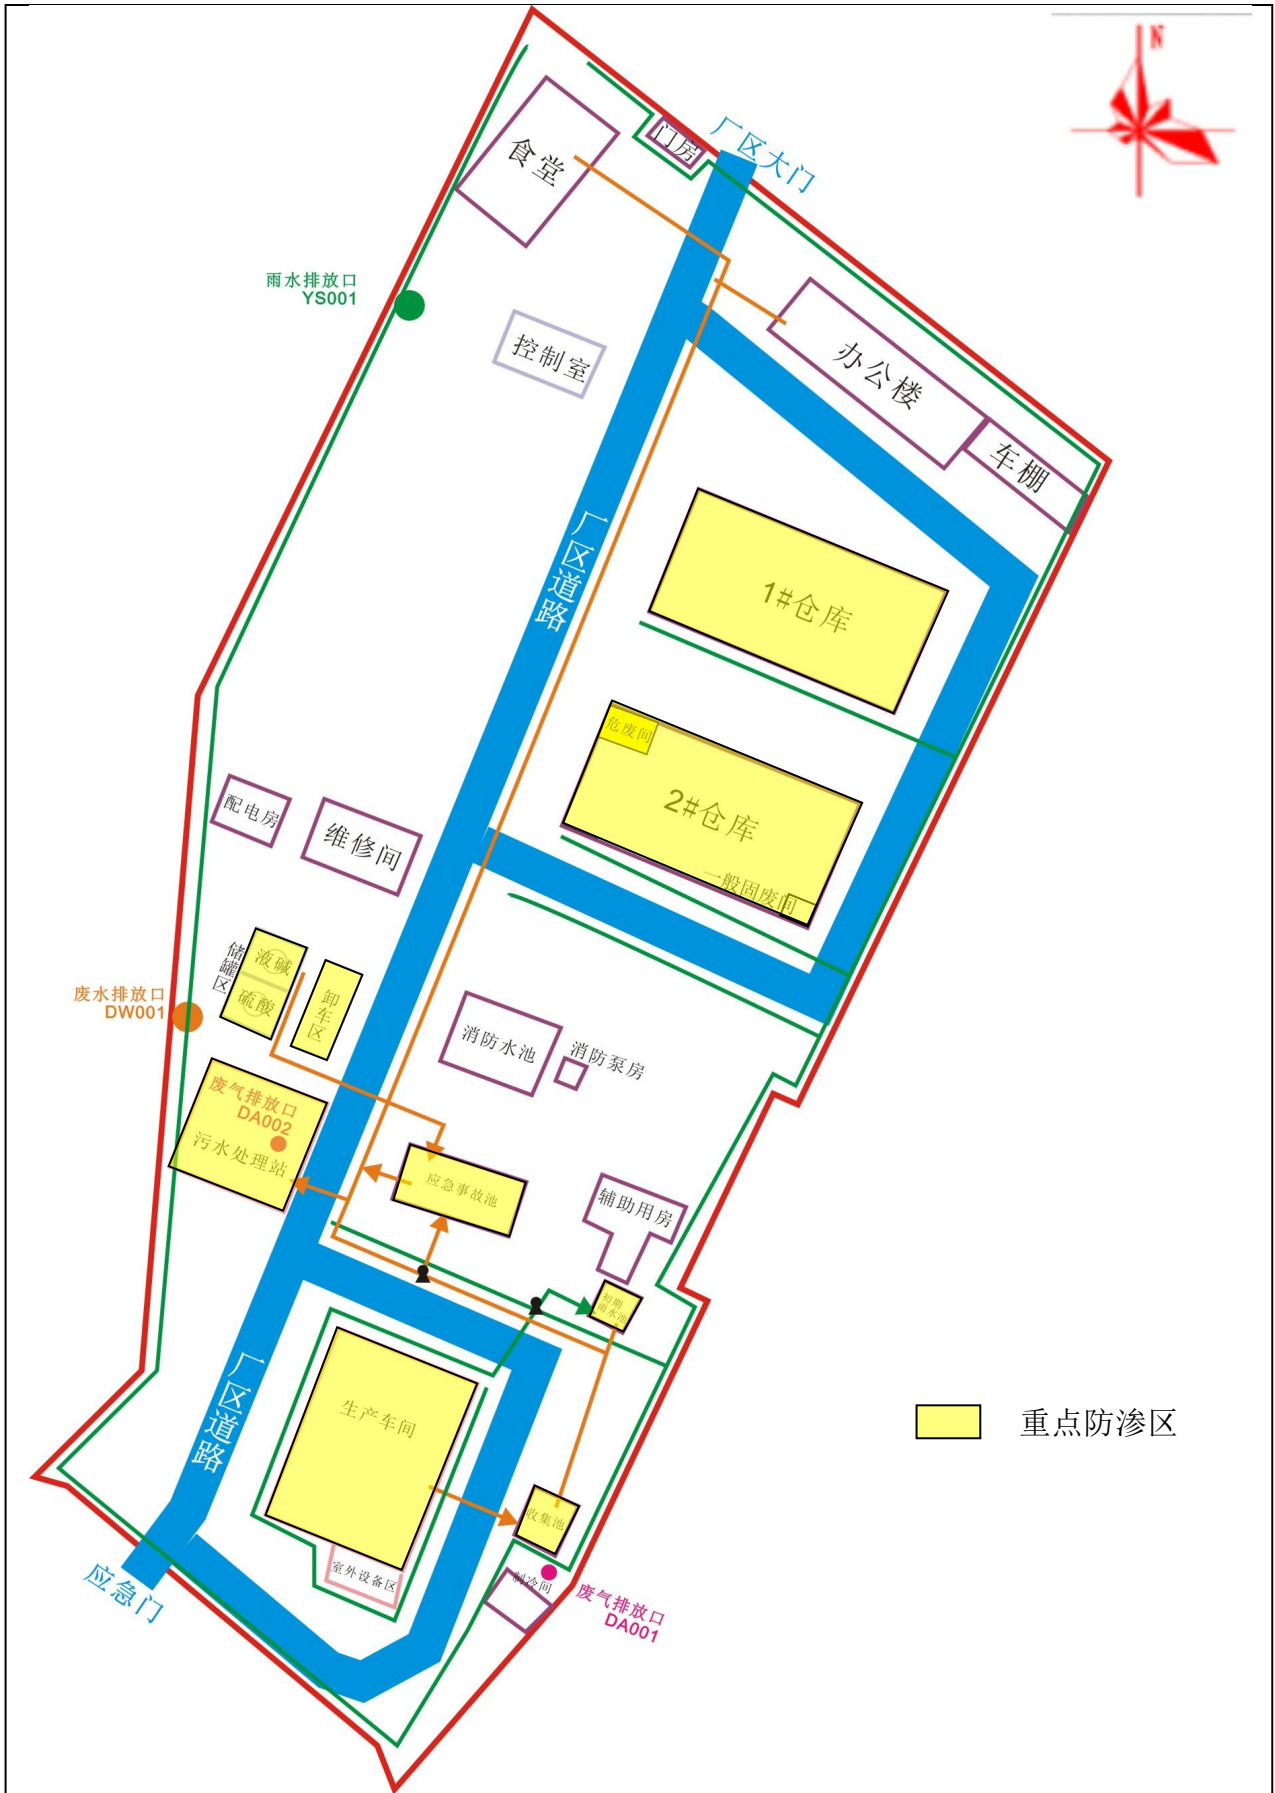 N
厂区大门
门房
食堂
雨水排放口
YS001
控制室
办公楼
车棚
厂区道路
1#仓库
危废间
2#仓库
一般固废间
配电房
维修间
储罐区
液碱
硫酸
卸车区
废水排放口
DW001
消防水池
消防泵房
废气排放口
DA002
污水处理站
应急事故池
辅助用房
初期
雨水池
厂区道路
生产车间
重点防渗区
收集池
室外设备区
制冷间
应急门
废气排放口
DA001